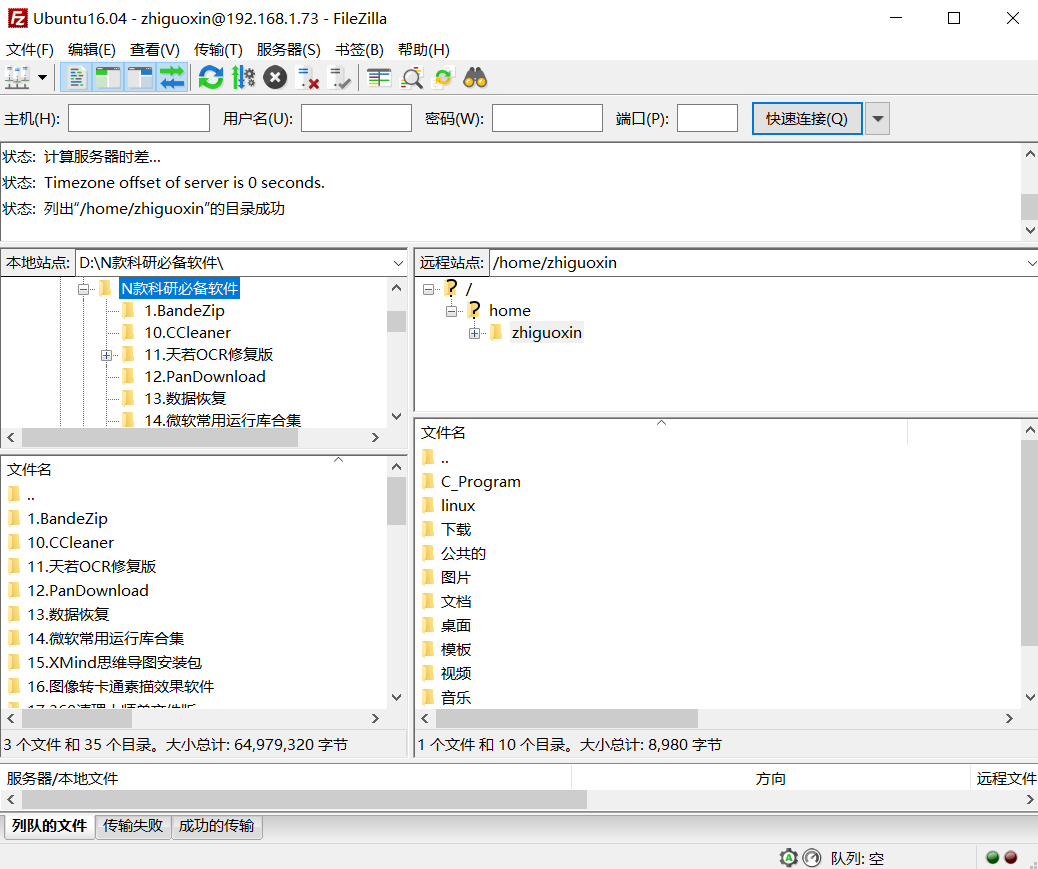 Ubuntu16.04 - zhiguoxin@192.168.1.73 - FileZilla
文件(F) 编辑(E) 查看(V) 传输(T) 服务器(S) 书签(B) 帮助(H)
主机(H): 用户名(U): 密码(W): 端口(P): 快速连接(Q)
状态: 计算服务器时差...
状态: Timezone offset of server is 0 seconds.
状态: 列出“/home/zhiguoxin”的目录成功
本地站点: D:\N款科研必备软件\
N款科研必备软件
1.BandeZip
10.CCleaner
11.天若OCR修复版
12.PanDownload
13.数据恢复
14.微软常用运行库合集
文件名
..
1.BandeZip
10.CCleaner
11.天若OCR修复版
12.PanDownload
13.数据恢复
14.微软常用运行库合集
15.XMind思维导图安装包
16.图像转卡通素描效果软件
3 个文件 和 35 个目录。大小总计: 64,979,320 字节
远程站点: /home/zhiguoxin
/
home
zhiguoxin
文件名
..
C_Program
linux
下载
公共的
图片
文档
桌面
模板
视频
音乐
1 个文件 和 10 个目录。大小总计: 8,980 字节
服务器/本地文件 方向 远程文件
列队的文件 传输失败 成功的传输
队列: 空